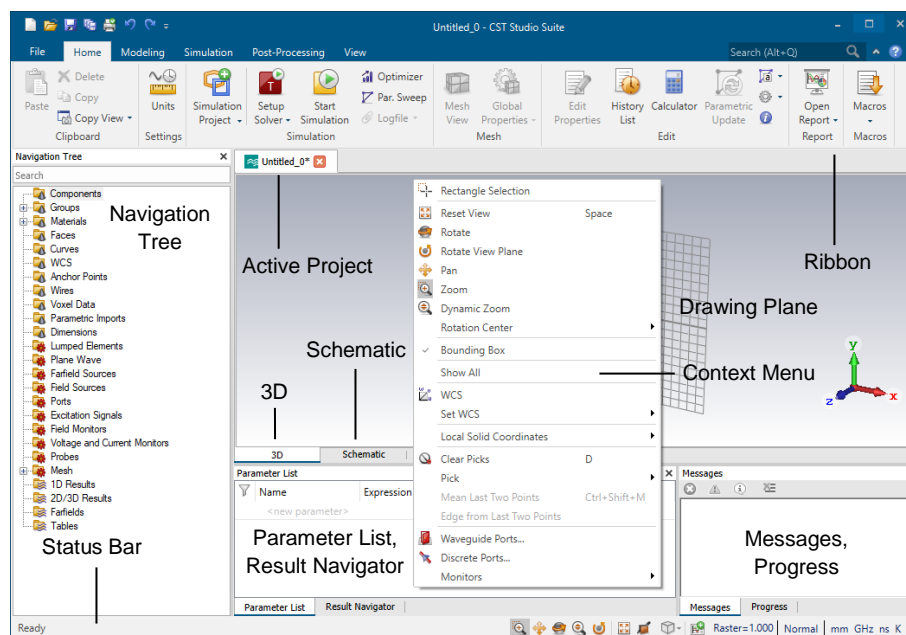 Untitled_0 - CST Studio Suite
File Home Modeling Simulation Post-Processing View Search (Alt+Q)
Paste
Delete
Copy
Copy View
Clipboard
Units
Settings
Simulation Project
Setup Solver
Start Simulation
Optimizer
Par. Sweep
Logfile
Simulation
Mesh View
Global Properties
Mesh
Edit Properties
History List
Calculator
Parametric Update
Edit
Open Report
Report
Macros
Macros
Navigation Tree
Search
Components
Groups
Materials
Faces
Curves
WCS
Anchor Points
Wires
Voxel Data
Parametric Imports
Dimensions
Lumped Elements
Plane Wave
Farfield Sources
Field Sources
Ports
Excitation Signals
Field Monitors
Voltage and Current Monitors
Probes
Mesh
1D Results
2D/3D Results
Farfields
Tables
Navigation
Tree
Status Bar
Untitled_0*
Active Project
Schematic
3D
Ribbon
Drawing Plane
Context Menu
y
x
z
Rectangle Selection
Reset View Space
Rotate
Rotate View Plane
Pan
Zoom
Dynamic Zoom
Rotation Center
Bounding Box
Show All
WCS
Set WCS
Local Solid Coordinates
Clear Picks D
Pick
Mean Last Two Points Ctrl+Shift+M
Edge from Last Two Points
Waveguide Ports...
Discrete Ports...
Monitors
3D Schematic
Parameter List
Name Expression
<new parameter>
Parameter List,
Result Navigator
Parameter List Result Navigator
Messages
Messages,
Progress
Messages Progress
Ready
Raster=1.000 Normal mm GHz ns K